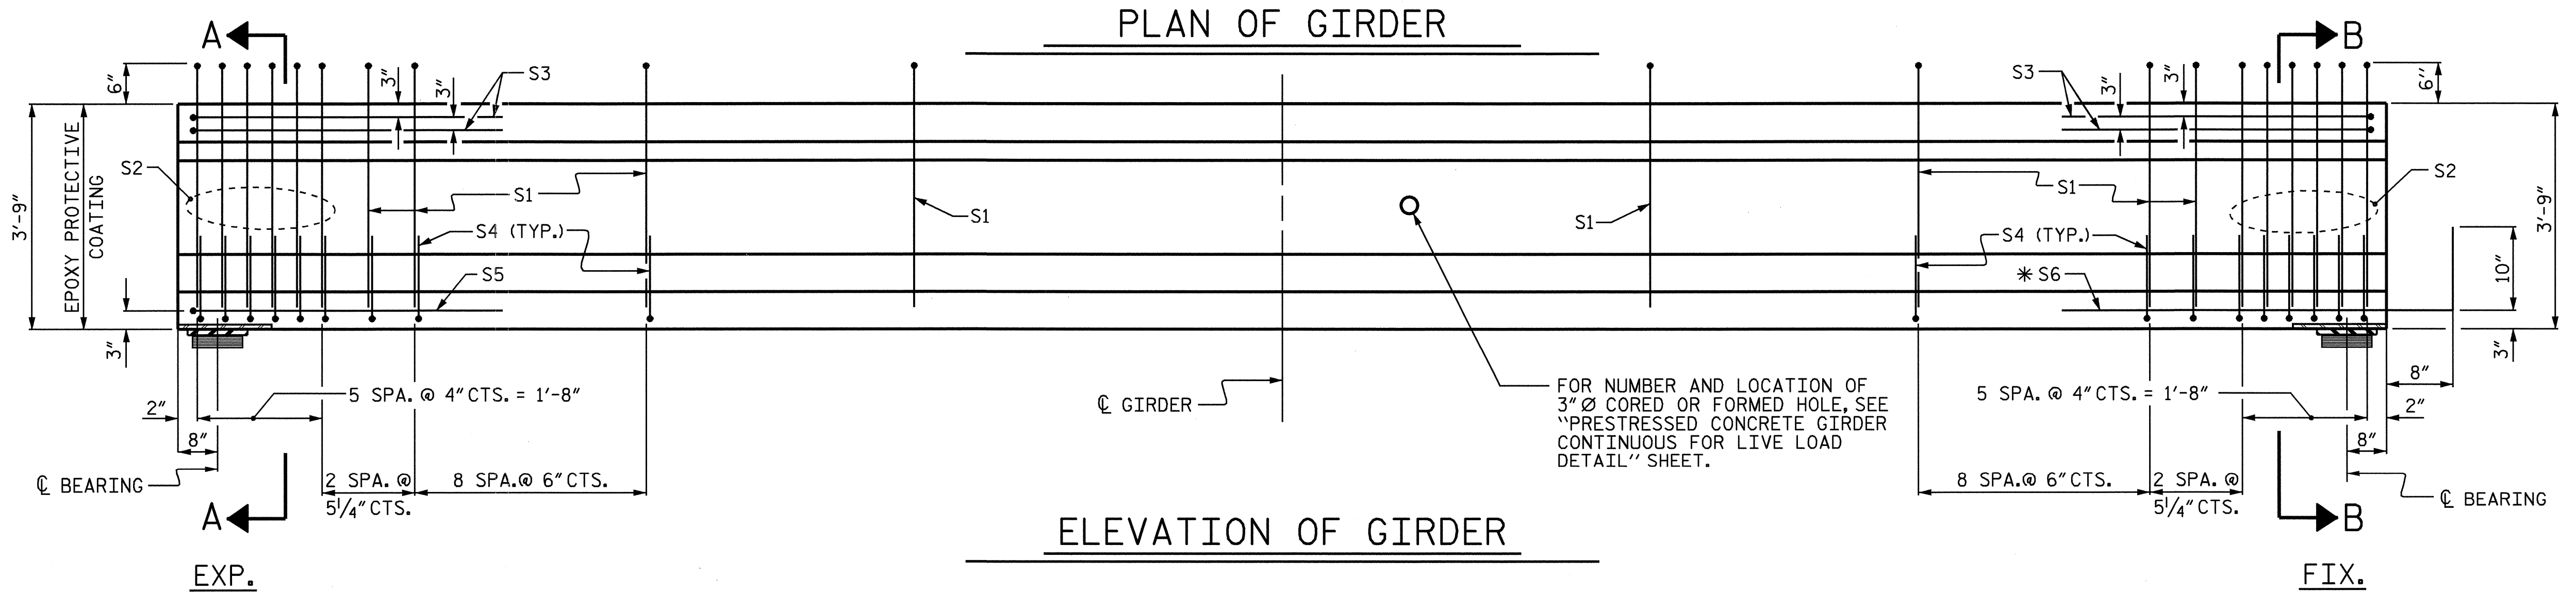 PLAN OF GIRDER
A
B
6"
3"
3"
S3
S3
3"
3"
6"
3'-9"
EPOXY PROTECTIVE
COATING
S2
S1
S1
S1
S1
S2
3'-9"
S4 (TYP.)
S4 (TYP.)
S5
✳ S6
10"
3"
3"
8"
2"
5 SPA. @ 4" CTS. = 1'-8"
8"
℄ BEARING
2 SPA. @
5 1/4" CTS.
8 SPA. @ 6" CTS.
℄ GIRDER
FOR NUMBER AND LOCATION OF
3" Ø CORED OR FORMED HOLE, SEE
"PRESTRESSED CONCRETE GIRDER
CONTINUOUS FOR LIVE LOAD
DETAIL" SHEET.
5 SPA. @ 4" CTS. = 1'-8"
2"
8"
8 SPA. @ 6" CTS.
2 SPA. @
5 1/4" CTS.
℄ BEARING
A
B
ELEVATION OF GIRDER
EXP.
FIX.